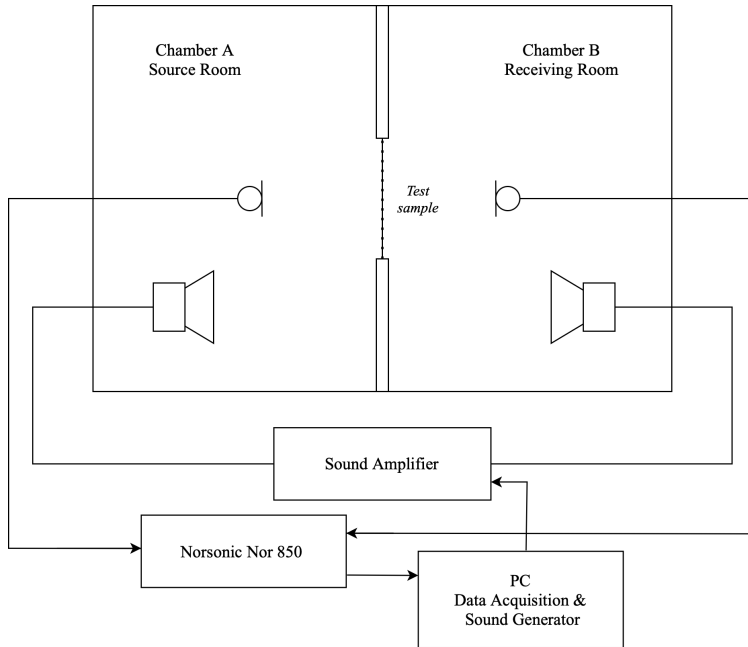 Chamber A
Source Room
Chamber B
Receiving Room
Test
sample
Sound Amplifier
Norsonic Nor 850
PC
Data Acquisition &
Sound Generator